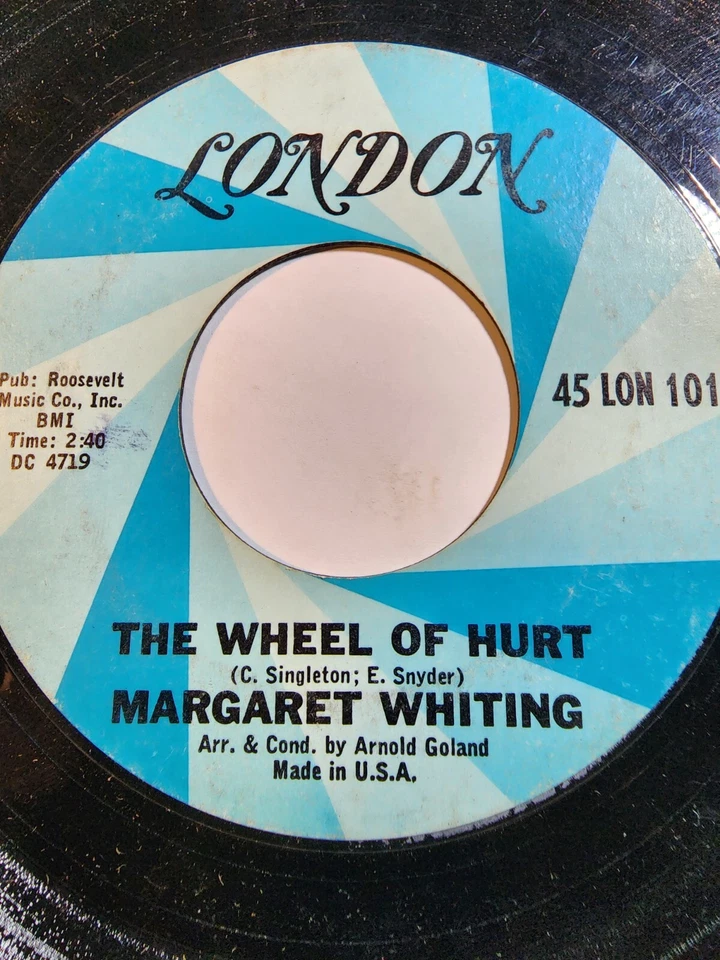 LONDON
Pub: Roosevelt
Music Co., Inc.
BMI
Time: 2:40
DC 4719
45 LON 101
THE WHEEL OF HURT
(C. Singleton; E. Snyder)
MARGARET WHITING
Arr. & Cond. by Arnold Goland
Made in U.S.A.